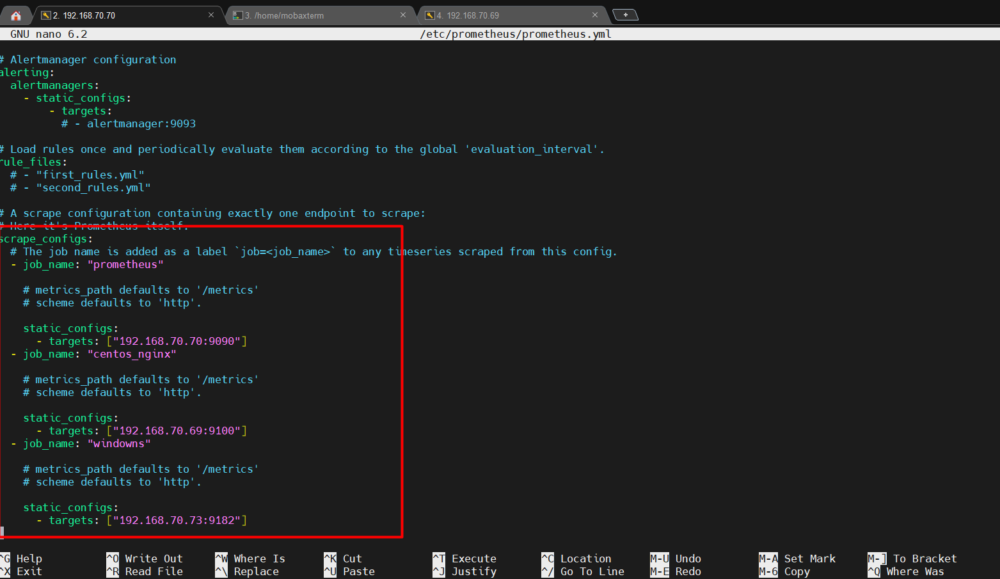 2. 192.168.70.70
3. /home/mobaxterm
4. 192.168.70.69
GNU nano 6.2 /etc/prometheus/prometheus.yml
# Alertmanager configuration
alerting:
  alertmanagers:
    - static_configs:
        - targets:
          # - alertmanager:9093
# Load rules once and periodically evaluate them according to the global 'evaluation_interval'.
rule_files:
  # - "first_rules.yml"
  # - "second_rules.yml"
# A scrape configuration containing exactly one endpoint to scrape:
# Here it's Prometheus itself.
scrape_configs:
  # The job name is added as a label `job=<job_name>` to any timeseries scraped from this config.
  - job_name: "prometheus"
    # metrics_path defaults to '/metrics'
    # scheme defaults to 'http'.
    static_configs:
      - targets: ["192.168.70.70:9090"]
  - job_name: "centos_nginx"
    # metrics_path defaults to '/metrics'
    # scheme defaults to 'http'.
    static_configs:
      - targets: ["192.168.70.69:9100"]
  - job_name: "windowns"
    # metrics_path defaults to '/metrics'
    # scheme defaults to 'http'.
    static_configs:
      - targets: ["192.168.70.73:9182"]
^G Help ^O Write Out ^W Where Is ^K Cut ^T Execute ^C Location M-U Undo M-A Set Mark M-] To Bracket
^X Exit ^R Read File ^\ Replace ^U Paste ^J Justify ^/ Go To Line M-E Redo M-6 Copy ^Q Where Was